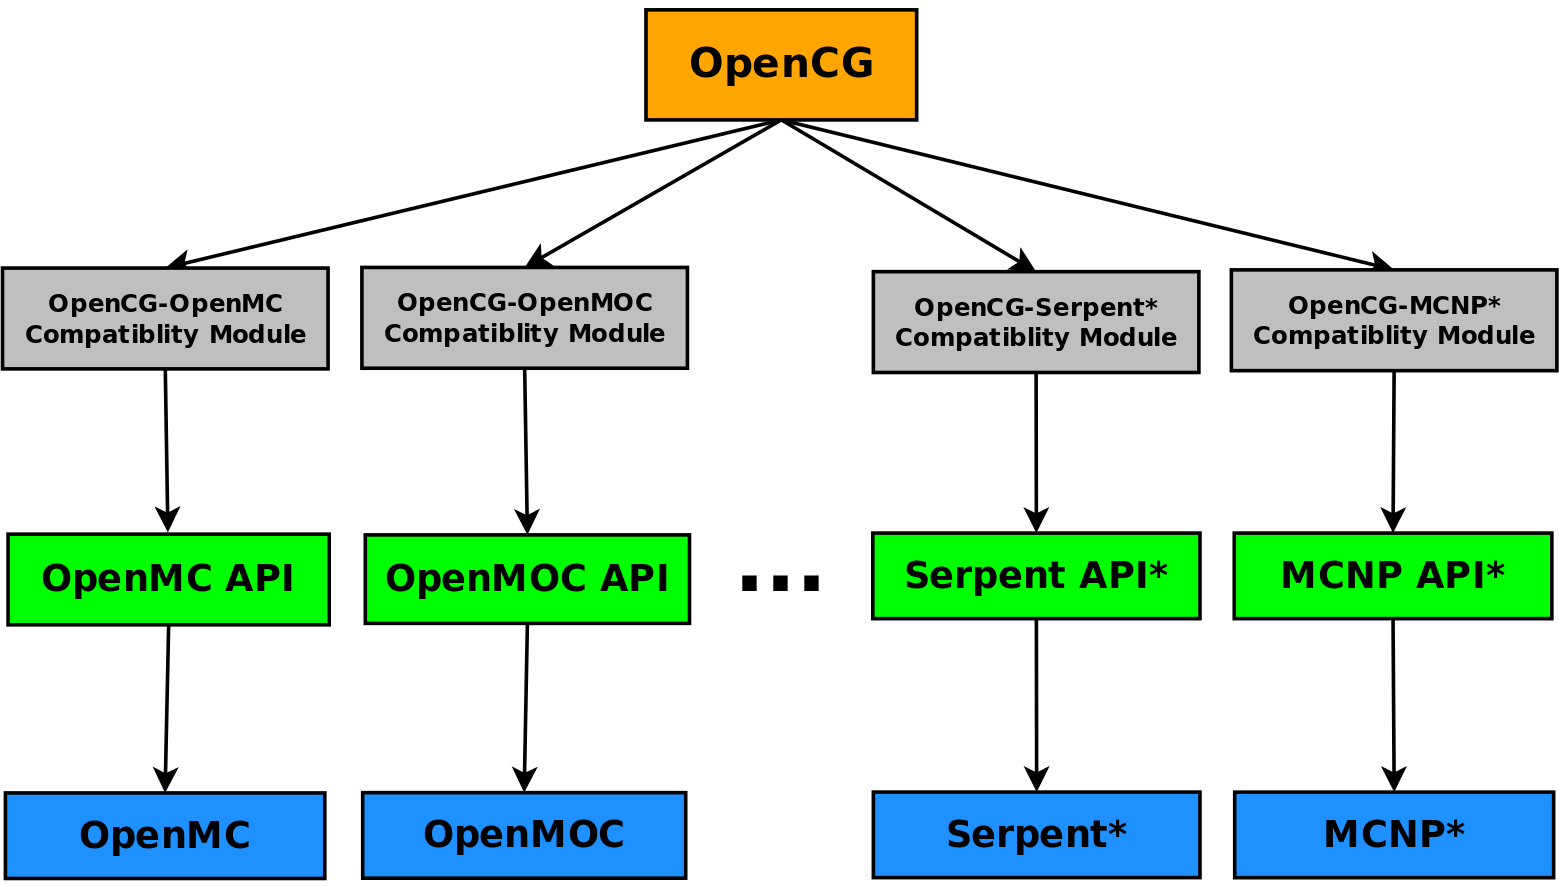 OpenCG
OpenCG-OpenMC
Compatiblity Module
OpenCG-OpenMOC
Compatiblity Module
OpenCG-Serpent*
Compatiblity Module
OpenCG-MCNP*
Compatiblity Module
OpenMC API
OpenMOC API
...
Serpent API*
MCNP API*
OpenMC
OpenMOC
Serpent*
MCNP*